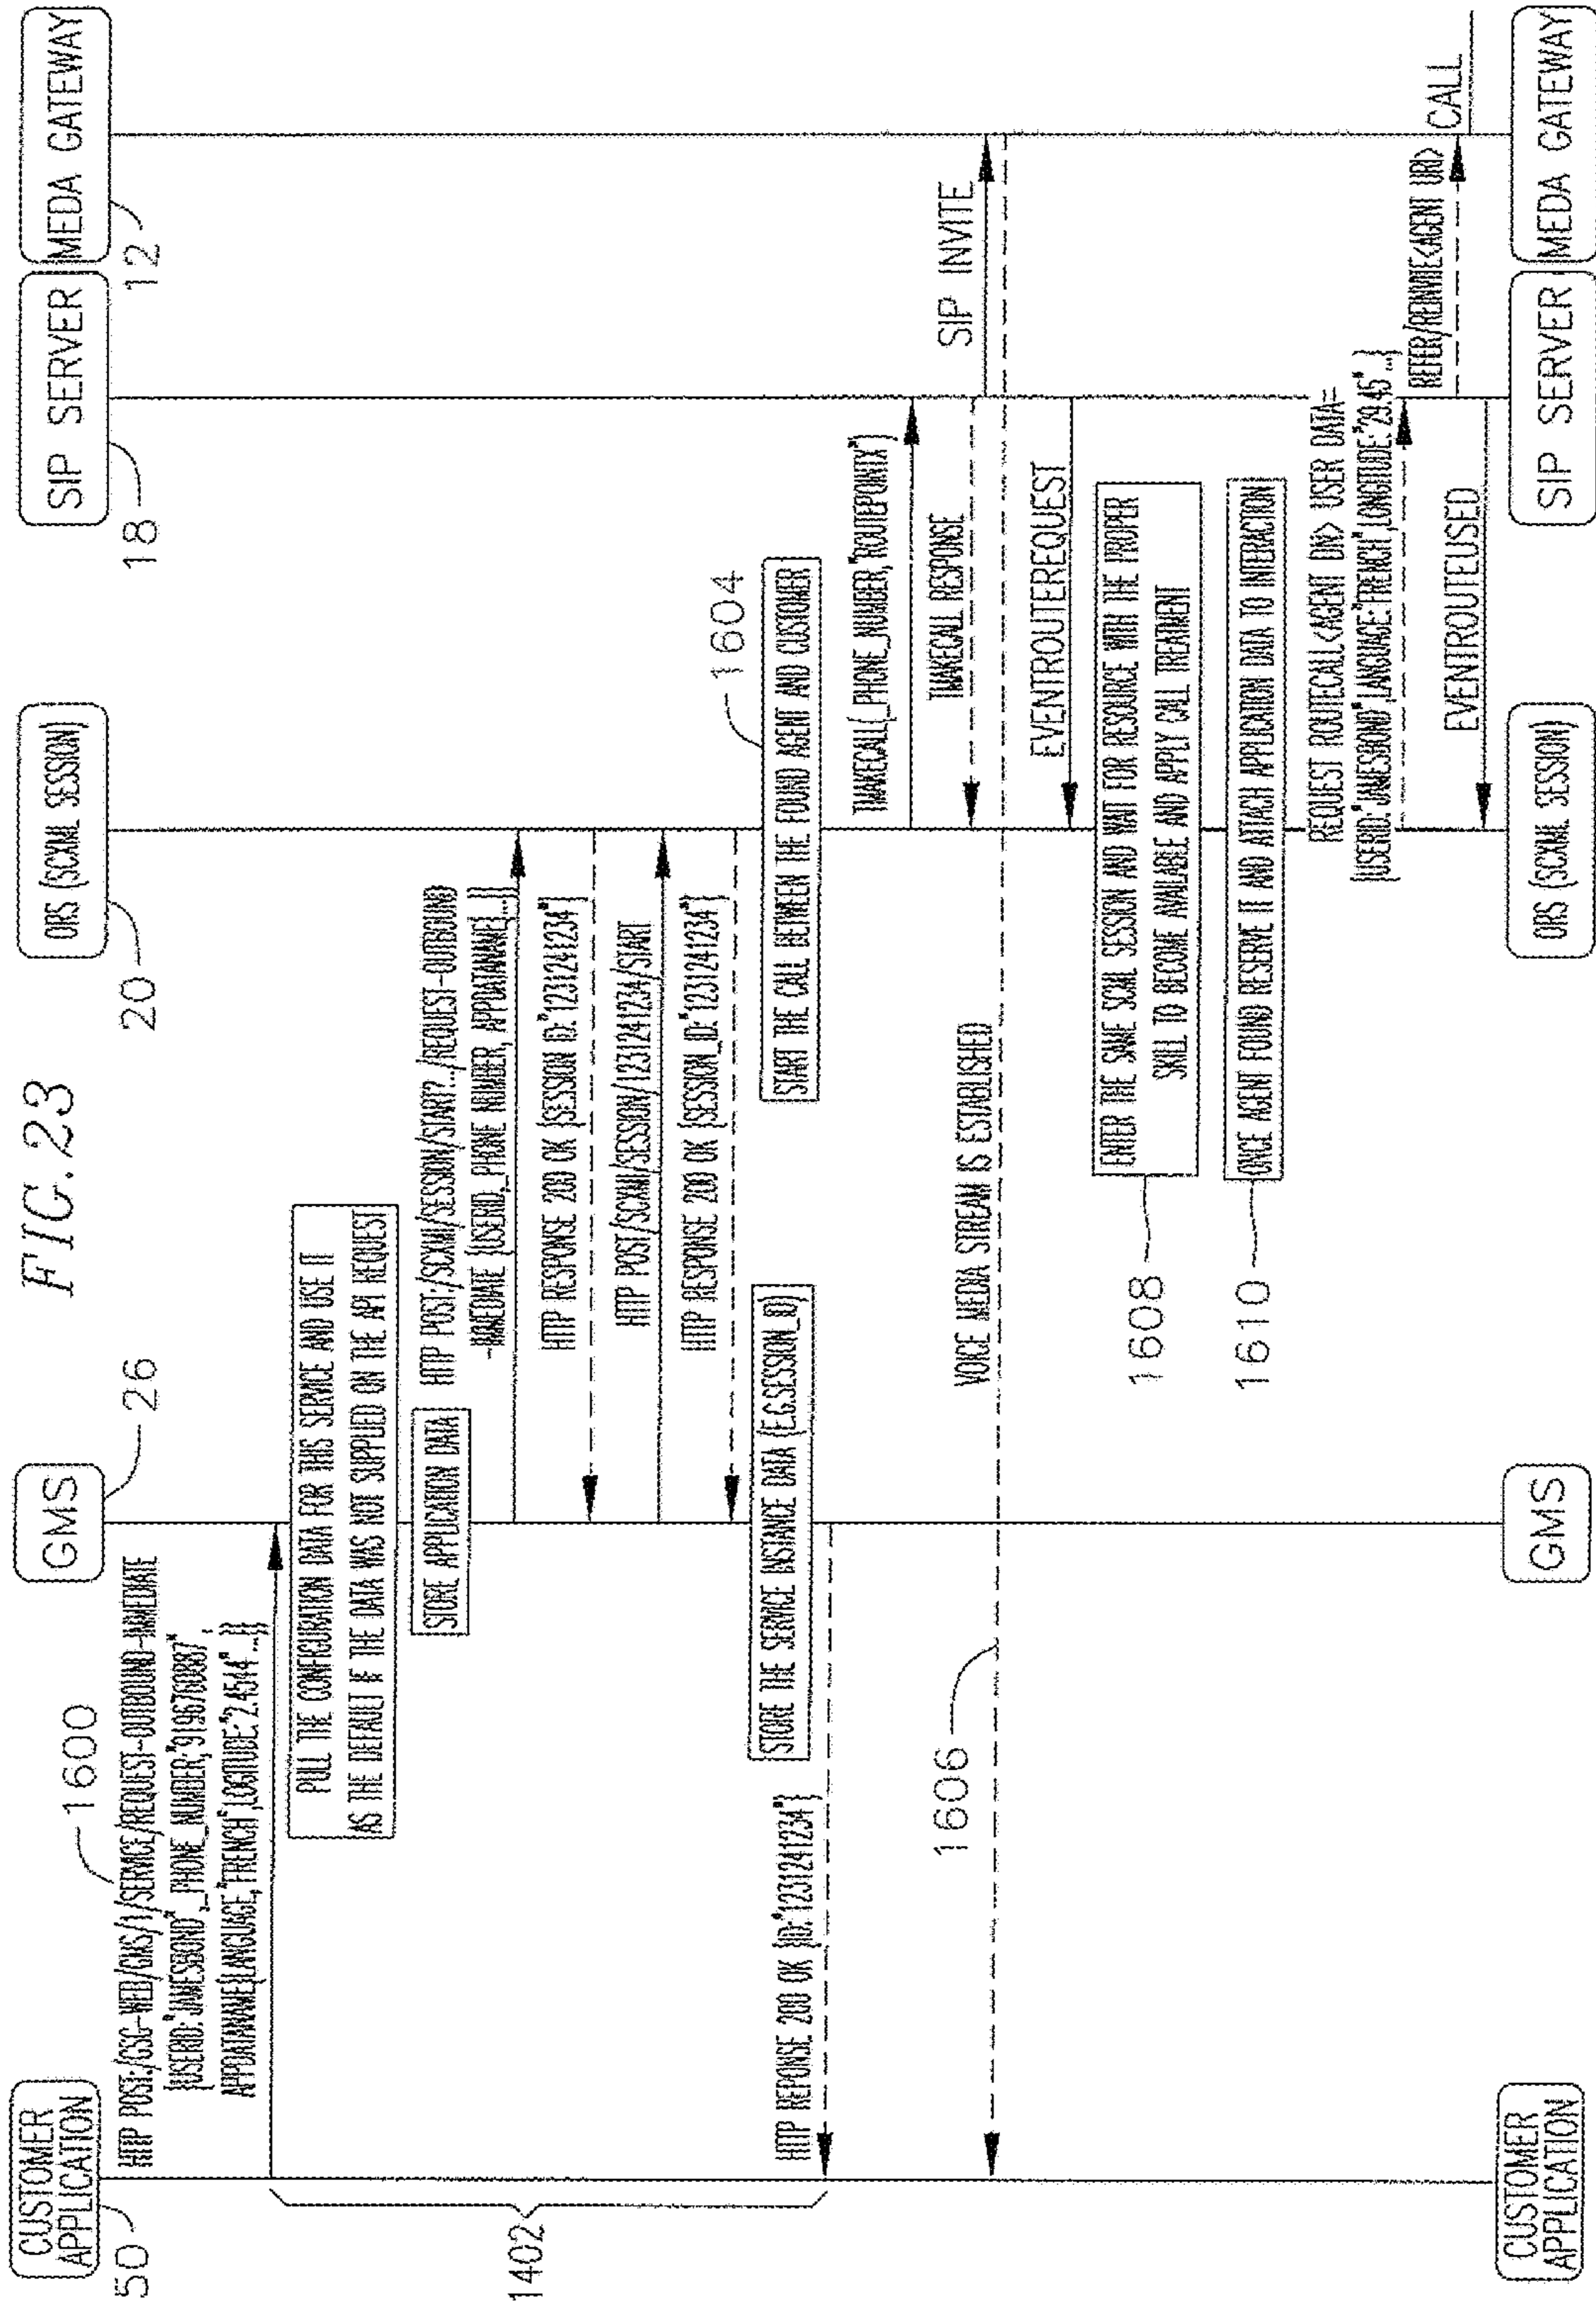 FIG. 23
CUSTOMER
APPLICATION
50
GMS
26
ORS (SCXML SESSION)
20
SIP SERVER
18
MEDA GATEWAY
12
1600
HTTP POST:/GSG-WEB/GMS/1/SERVICE/REQUEST-OUTBOUND-IMMEDIATE
{USERID:"JAMESBOND",_PHONE_NUMBER,"919676087",
APPDATANAME{LANGUAGE,"FRENCH",LOGITUDE:"2.4544"...}}
PULL THE CONFIGURATION DATA FOR THIS SERVICE AND USE IT
AS THE DEFAULT IF THE DATA WAS NOT SUPPLIED ON THE API REQUEST
STORE APPLICATION DATA
HTTP POST:/SCXMl/SESSION/START?../REQUEST-OUTBOUND
-IMMEDIATE {USERID,_PHONE NUMBER, APPDATANAME{...}}
HTTP RESPONSE 200 OK {SESSION ID:"1231241234"}
HTTP POST/SCXMl/SESSION/1231241234/START
HTTP RESPONSE 200 OK {SESSION_ID:"1231241234"}
STORE THE SERVICE INSTANCE DATA (E.G.SESSION_ID)
HTTP REPONSE 200 OK {ID:"1231241234"}
1402
1604
START THE CALL BETWEEN THE FOUND AGENT AND CUSTOMER
TMAKECALL(_PHONE_NUMBER,"ROUTEPOINTX")
TMAKECALL RESPONSE
SIP INVITE
VOICE MEDIA STREAM IS ESTABLISHED
1606
EVENTROUTEREQUEST
ENTER THE SAME SCXML SESSION AND WAIT FOR RESOURCE WITH THE PROPER
SKILL TO BECOME AVAILABLE AND APPLY CALL TREATMENT
1608
ONCE AGENT FOUND RESERVE IT AND ATTACH APPLICATION DATA TO INTERACTION
1610
REQUEST ROUTECALL<AGENT DN> USER DATA=
{USERID:"JAMESBOND",LANGUAGE:"FRENCH",LONGITUDE:"29.45"...}
REFER/REINVITE<AGENT URI>
CALL
EVENTROUTUSED
CUSTOMER
APPLICATION
GMS
ORS (SCXML SESSION)
SIP SERVER
MEDA GATEWAY